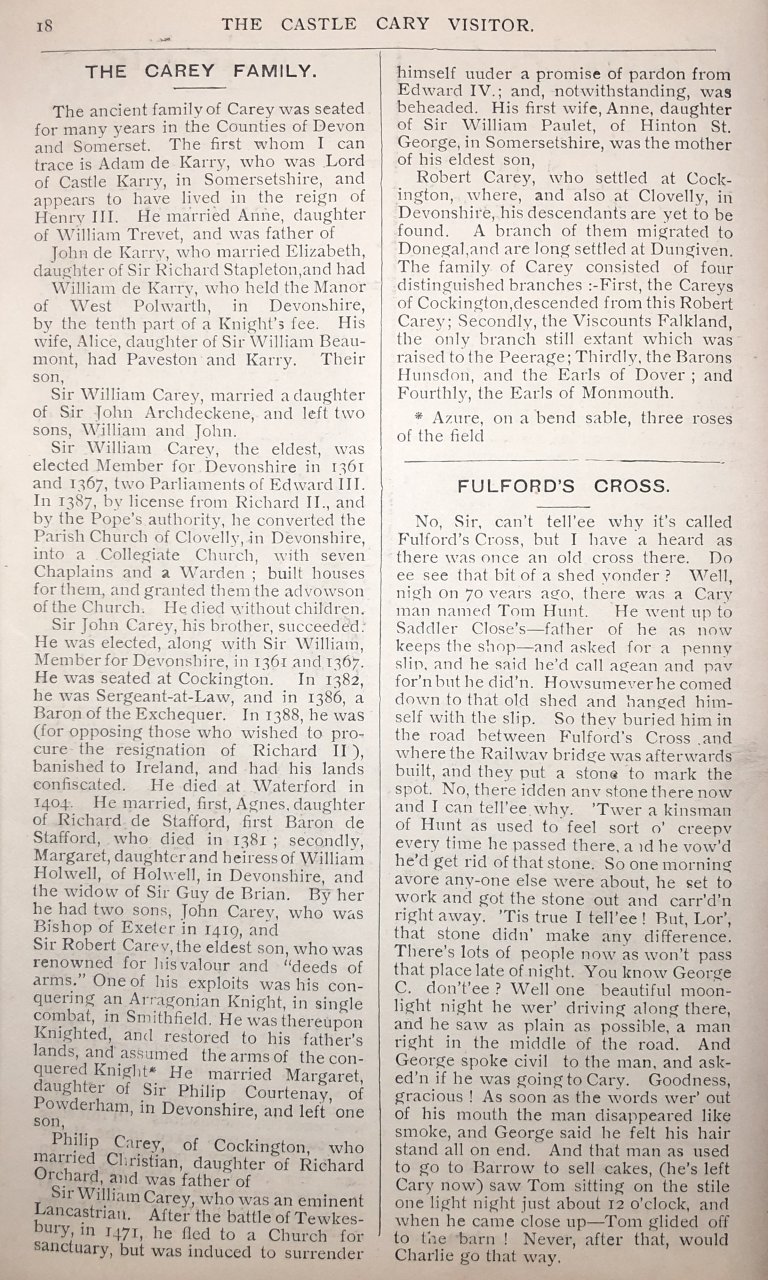 18
THE CASTLE CARY VISITOR.
THE CAREY FAMILY.
The ancient family of Carey was seated
for many years in the Counties of Devon
and Somerset. The first whom I can
trace is Adam de Karry, who was Lord
of Castle Karry, in Somersetshire, and
appears to have lived in the reign of
Henry III. He married Anne, daughter
of William Trevet, and was father of
John de Karry, who married Elizabeth,
daughter of Sir Richard Stapleton,and had
William de Karry, who held the Manor
of West Polwarth, in Devonshire,
by the tenth part of a Knight's fee. His
wife, Alice, daughter of Sir William Beau-
mont, had Paveston and Karry. Their
son,
Sir William Carey, married a daughter
of Sir John Archdeckene, and left two
sons, William and John.
Sir William Carey, the eldest, was
elected Member for Devonshire in 1361
and 1367, two Parliaments of Edward III.
In 1387, by license from Richard II., and
by the Pope's authority, he converted the
Parish Church of Clovelly, in Devonshire,
into a Collegiate Church, with seven
Chaplains and a Warden ; built houses
for them, and granted them the advowson
of the Church. He died without children.
Sir John Carey, his brother, succeeded.
He was elected, along with Sir William,
Member for Devonshire, in 1361 and 1367.
He was seated at Cockington. In 1382,
he was Sergeant-at-Law, and in 1386, a
Baron of the Exchequer. In 1388, he was
(for opposing those who wished to pro-
cure the resignation of Richard II ),
banished to Ireland, and had his lands
confiscated. He died at Waterford in
1404. He married, first, Agnes, daughter
of Richard de Stafford, first Baron de
Stafford, who died in 1381 ; secondly,
Margaret, daughter and heiress of William
Holwell, of Holwell, in Devonshire, and
the widow of Sir Guy de Brian. By her
he had two sons, John Carey, who was
Bishop of Exeter in 1419, and
Sir Robert Carey, the eldest son, who was
renowned for his valour and "deeds of
arms." One of his exploits was his con-
quering an Arragonian Knight, in single
combat, in Smithfield. He was thereupon
Knighted, and restored to his father's
lands, and assumed the arms of the con-
quered Knight* He married Margaret,
daughter of Sir Philip Courtenay, of
Powderham, in Devonshire, and left one
son,
Philip Carey, of Cockington, who
married Christian, daughter of Richard
Orchard, and was father of
Sir William Carey, who was an eminent
Lancastrian. After the battle of Tewkes-
bury, in 1471, he fled to a Church for
sanctuary, but was induced to surrender
himself uuder a promise of pardon from
Edward IV.; and, notwithstanding, was
beheaded. His first wife, Anne, daughter
of Sir William Paulet, of Hinton St.
George, in Somersetshire, was the mother
of his eldest son,
Robert Carey, who settled at Cock-
ington, where, and also at Clovelly, in
Devonshire, his descendants are yet to be
found. A branch of them migrated to
Donegal,and are long settled at Dungiven.
The family of Carey consisted of four
distinguished branches :-First, the Careys
of Cockington,descended from this Robert
Carey; Secondly, the Viscounts Falkland,
the only branch still extant which was
raised to the Peerage; Thirdly, the Barons
Hunsdon, and the Earls of Dover ; and
Fourthly, the Earls of Monmouth.
* Azure, on a bend sable, three roses
of the field
FULFORD'S CROSS.
No, Sir, can't tell'ee why it's called
Fulford's Cross, but I have a heard as
there was once an old cross there. Do
ee see that bit of a shed yonder ? Well,
nigh on 70 years ago, there was a Cary
man named Tom Hunt. He went up to
Saddler Close's—father of he as now
keeps the shop—and asked for a penny
slip, and he said he'd call agean and pay
for'n but he did'n. Howsumever he comed
down to that old shed and hanged him-
self with the slip. So they buried him in
the road between Fulford's Cross and
where the Railway bridge was afterwards
built, and they put a stone to mark the
spot. No, there idden any stone there now
and I can tell'ee why. 'Twer a kinsman
of Hunt as used to feel sort o' creepy
every time he passed there, a id he vow'd
he'd get rid of that stone. So one morning
avore any-one else were about, he set to
work and got the stone out and carr'd'n
right away. 'Tis true I tell'ee ! But, Lor',
that stone didn' make any difference.
There's lots of people now as won't pass
that place late of night. You know George
C. don't'ee ? Well one beautiful moon-
light night he wer' driving along there,
and he saw as plain as possible, a man
right in the middle of the road. And
George spoke civil to the man, and ask-
ed'n if he was going to Cary. Goodness,
gracious ! As soon as the words wer' out
of his mouth the man disappeared like
smoke, and George said he felt his hair
stand all on end. And that man as used
to go to Barrow to sell cakes, (he's left
Cary now) saw Tom sitting on the stile
one light night just about 12 o'clock, and
when he came close up—Tom glided off
to the barn ! Never, after that, would
Charlie go that way.